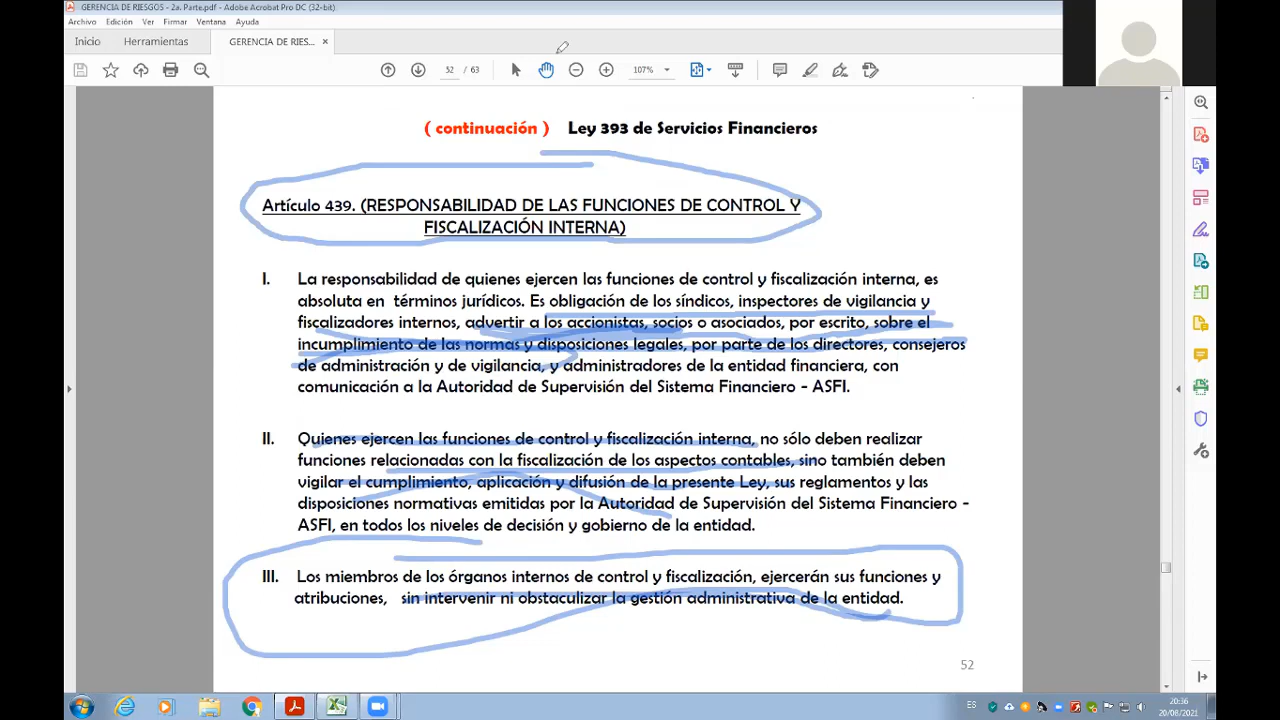 GERENCIA DE RIESGOS - 2a. Parte.pdf - Adobe Acrobat Pro DC (32-bit)
Archivo Edición Ver Firmar Ventana Ayuda
Inicio Herramientas GERENCIA DE RIES... ×
52 / 63 107%
( continuación ) Ley 393 de Servicios Financieros
Artículo 439. (RESPONSABILIDAD DE LAS FUNCIONES DE CONTROL Y
FISCALIZACIÓN INTERNA)
I. La responsabilidad de quienes ejercen las funciones de control y fiscalización interna, es
absoluta en términos jurídicos. Es obligación de los síndicos, inspectores de vigilancia y
fiscalizadores internos, advertir a los accionistas, socios o asociados, por escrito, sobre el
incumplimiento de las normas y disposiciones legales, por parte de los directores, consejeros
de administración y de vigilancia, y administradores de la entidad financiera, con
comunicación a la Autoridad de Supervisión del Sistema Financiero - ASFI.
II. Quienes ejercen las funciones de control y fiscalización interna, no sólo deben realizar
funciones relacionadas con la fiscalización de los aspectos contables, sino también deben
vigilar el cumplimiento, aplicación y difusión de la presente Ley, sus reglamentos y las
disposiciones normativas emitidas por la Autoridad de Supervisión del Sistema Financiero -
ASFI, en todos los niveles de decisión y gobierno de la entidad.
III. Los miembros de los órganos internos de control y fiscalización, ejercerán sus funciones y
atribuciones, sin intervenir ni obstaculizar la gestión administrativa de la entidad.
52
ES
20:36
20/08/2021